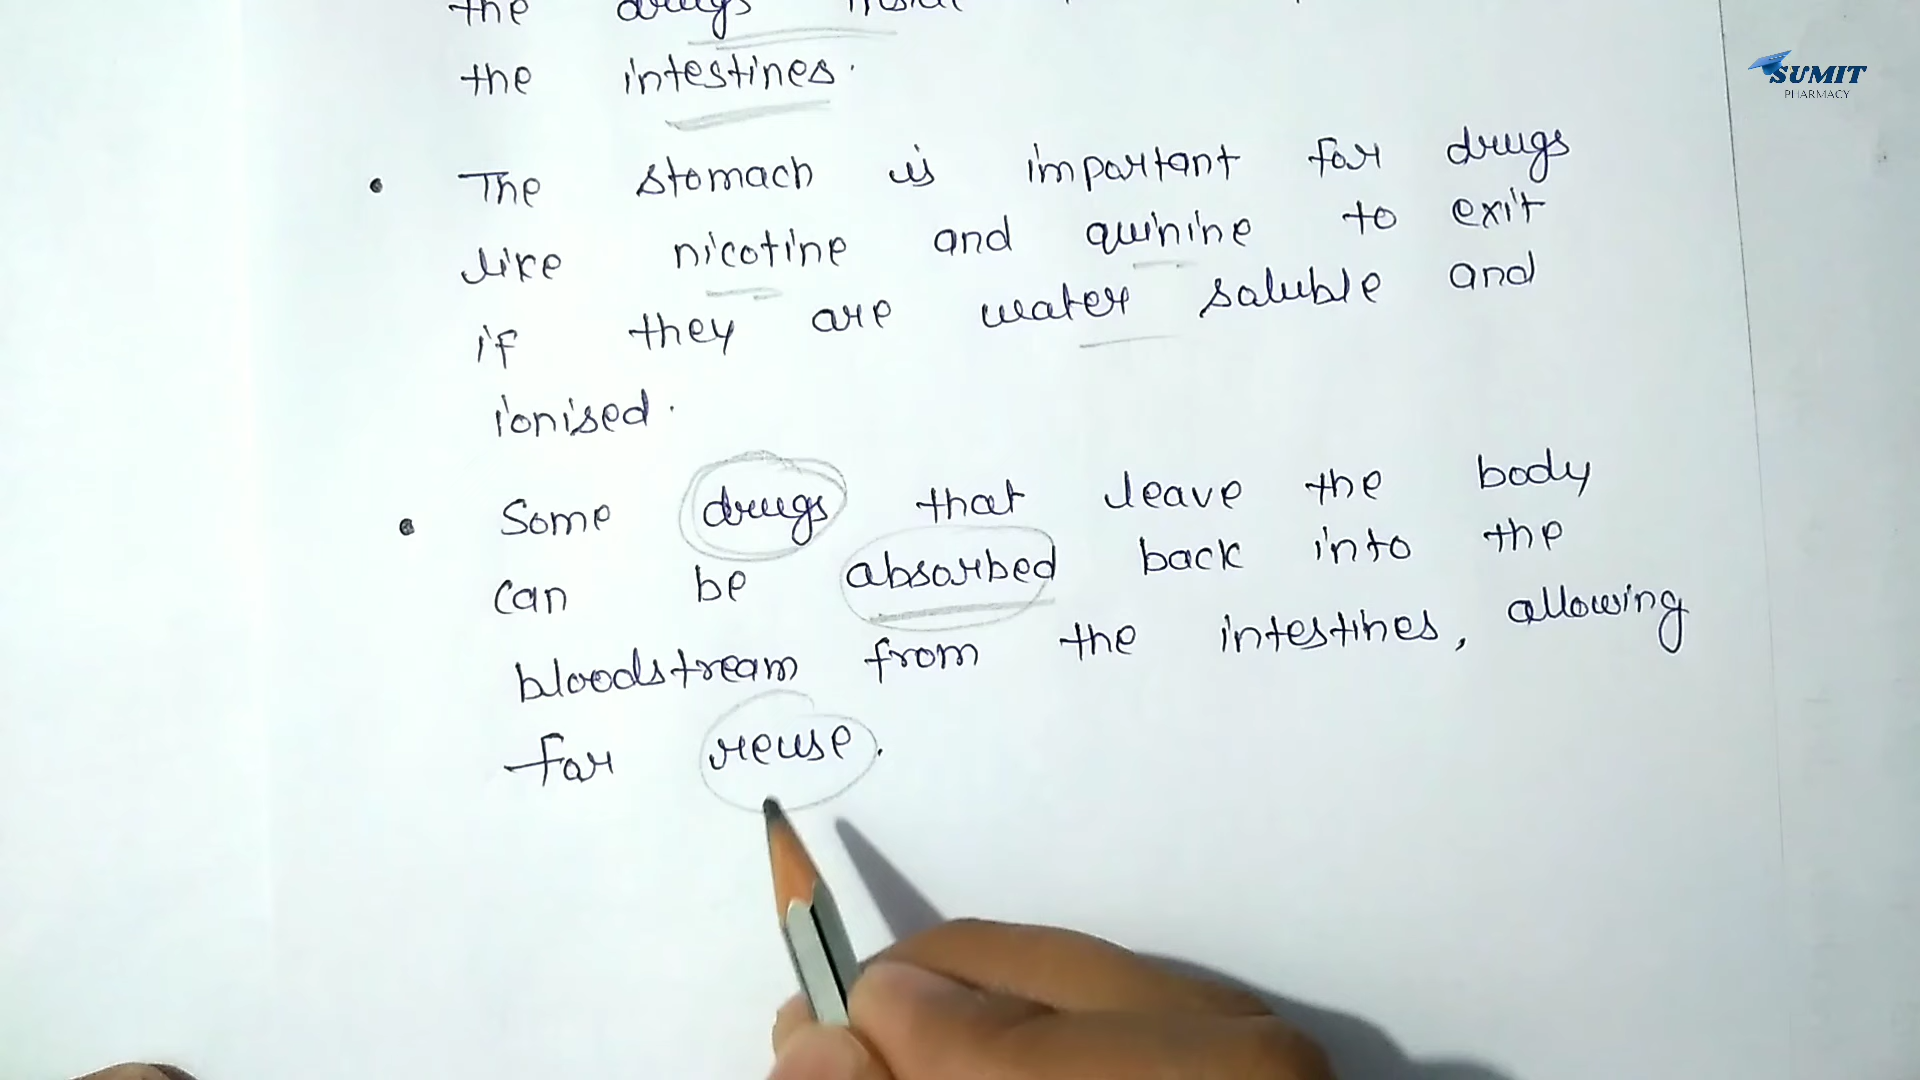 the drugs
the intestines.
SUMIT
PHARMACY
• The stomach is important for drugs
like nicotine and quinine to exit
if they are water soluble and
ionised.
• Some drugs that leave the body
can be absorbed back into the
bloodstream from the intestines, allowing
for reuse.